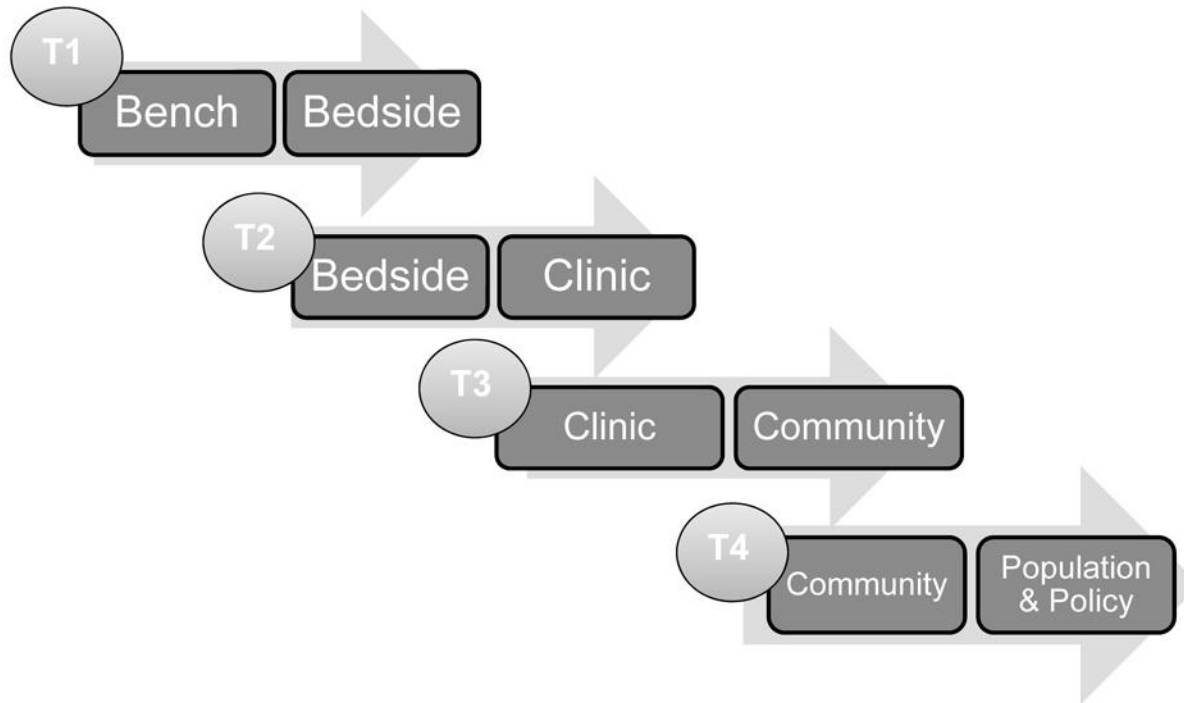 T1
Bench
Bedside
T2
Bedside
Clinic
T3
Clinic
Community
T4
Community
Population
& Policy